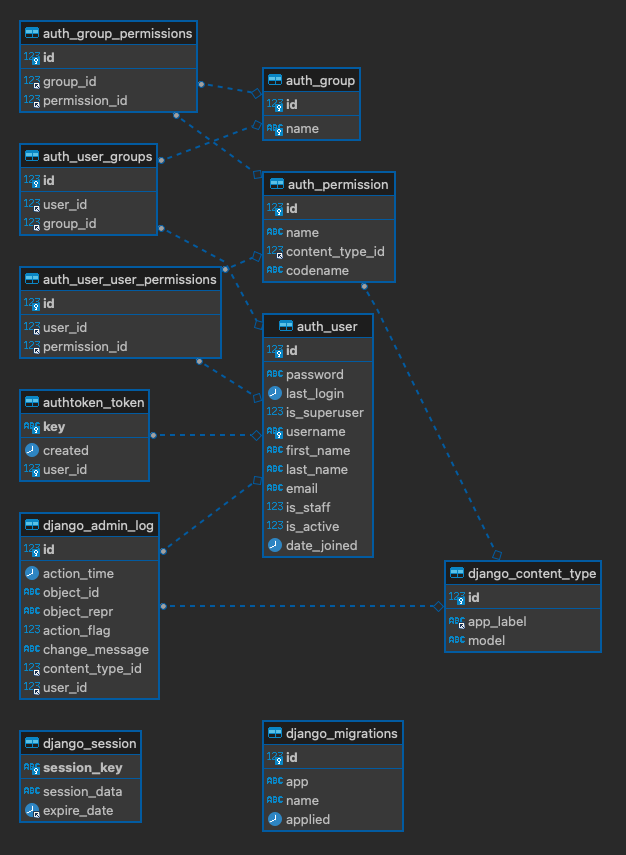 auth_group_permissions
123 id
123 group_id
123 permission_id
auth_group
123 id
ABC name
auth_user_groups
123 id
123 user_id
123 group_id
auth_permission
123 id
ABC name
123 content_type_id
ABC codename
auth_user_user_permissions
123 id
123 user_id
123 permission_id
auth_user
123 id
ABC password
last_login
123 is_superuser
ABC username
ABC first_name
ABC last_name
ABC email
123 is_staff
123 is_active
date_joined
authtoken_token
ABC key
created
123 user_id
django_admin_log
123 id
action_time
ABC object_id
ABC object_repr
123 action_flag
ABC change_message
123 content_type_id
123 user_id
django_content_type
123 id
ABC app_label
ABC model
django_session
ABC session_key
ABC session_data
expire_date
django_migrations
123 id
ABC app
ABC name
applied